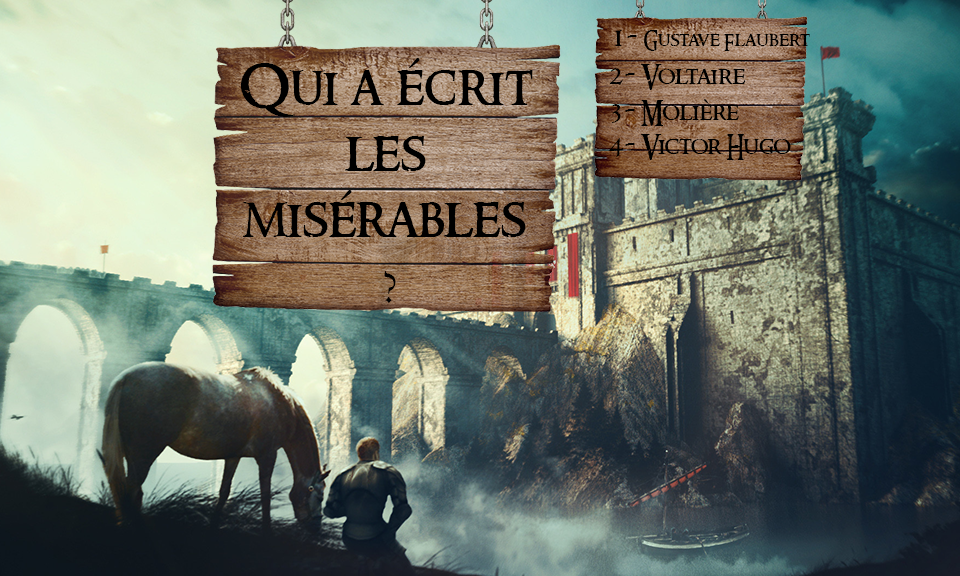 Qui a écrit
les
misérables
?
1 - Gustave flaubert
2 - Voltaire
3 - Molière
4 - Victor Hugo